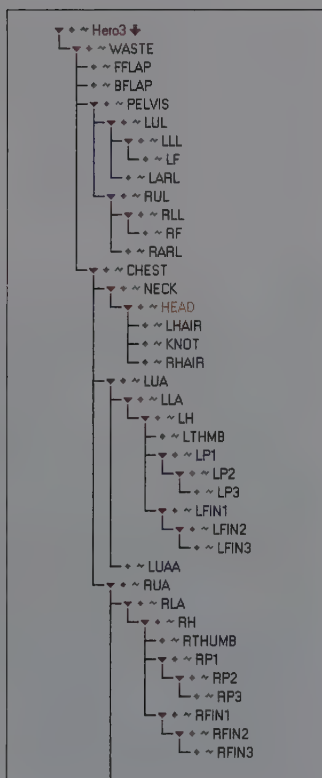 Hero3
WASTE
FFLAP
BFLAP
PELVIS
LUL
LLL
LF
LARL
RUL
RLL
RF
RARL
CHEST
NECK
HEAD
LHAIR
KNOT
RHAIR
LUA
LLA
LH
LTHMB
LP1
LP2
LP3
LFIN1
LFIN2
LFIN3
LUAA
RUA
RLA
RH
RTHUMB
RP1
RP2
RP3
RFIN1
RFIN2
RFIN3